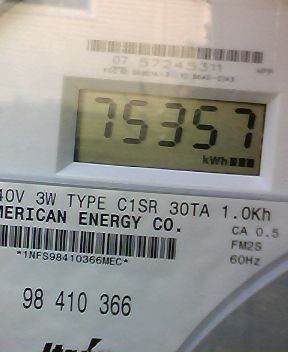 07 57245311
75357
kWh
40V 3W TYPE C1SR 30TA 1.0Kh
MERICAN ENERGY CO.
CA 0.5
FM2S
60Hz
*1NFS98410366MEC*
98 410 366
Itrón